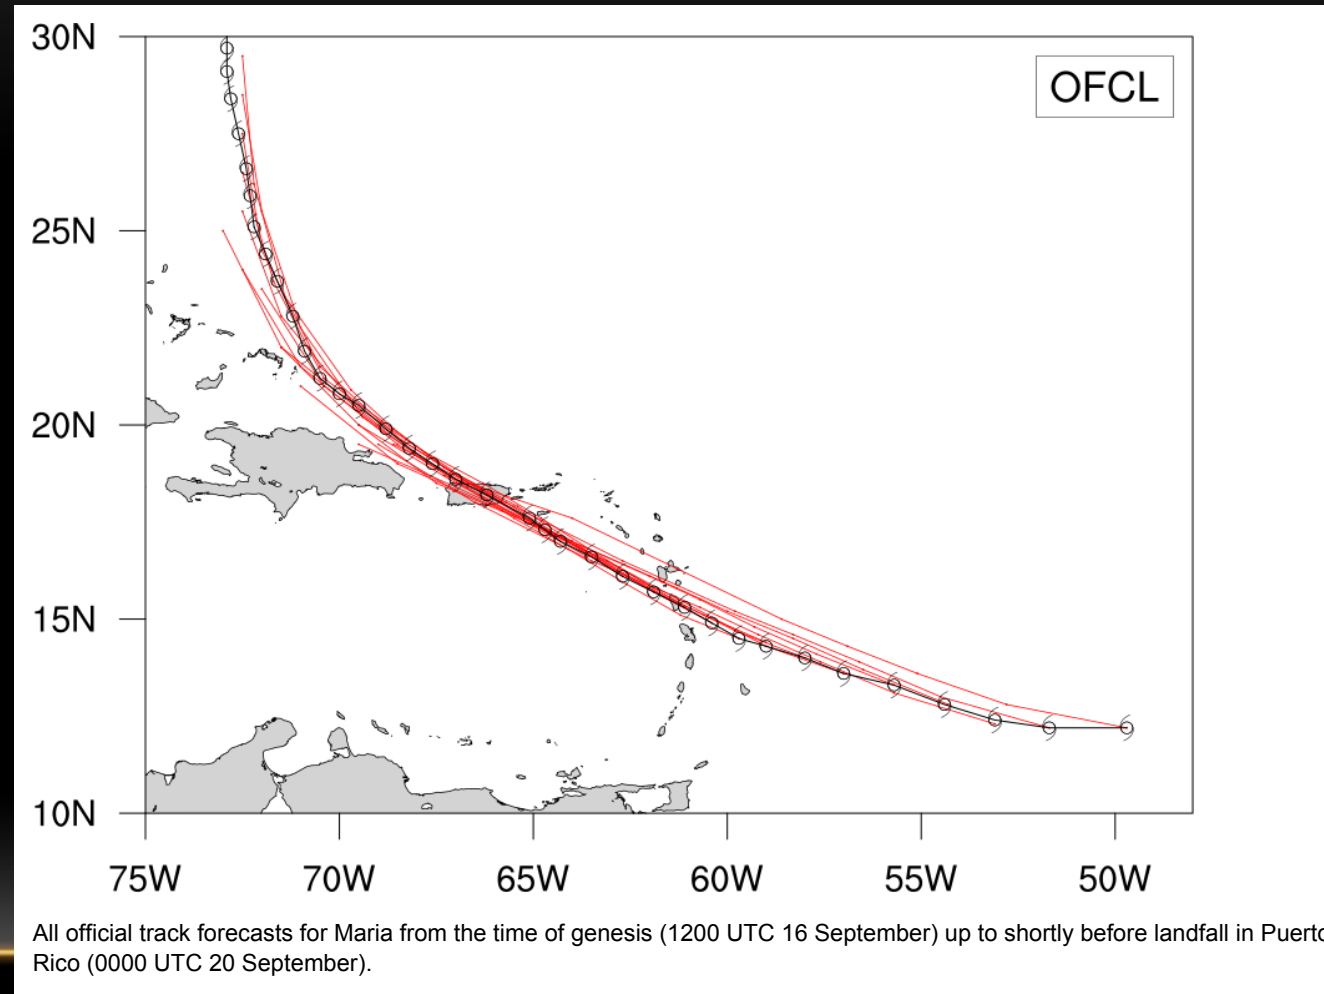 30N
OFCL
25N
20N
15N
10N
75W 70W 65W 60W 55W 50W
All official track forecasts for Maria from the time of genesis (1200 UTC 16 September) up to shortly before landfall in Puerto
Rico (0000 UTC 20 September).